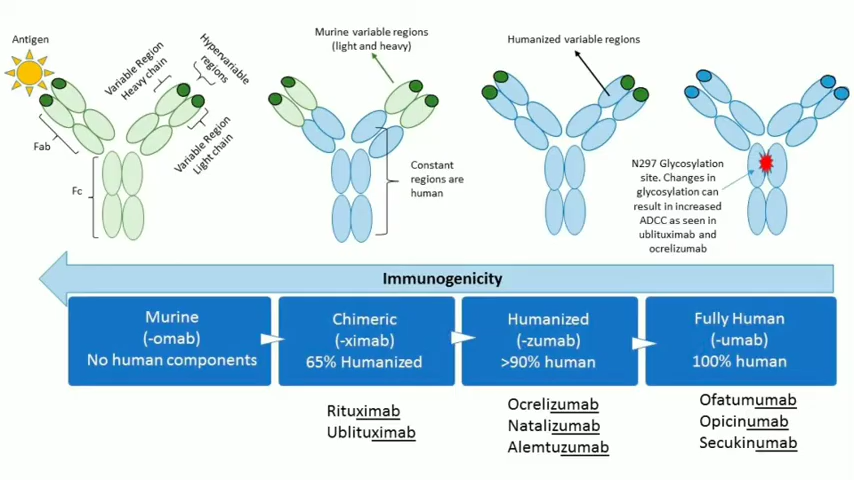 Antigen
Variable Region
Heavy chain
Hypervariable
regions
Variable Region
Light chain
Fab
Fc
Murine variable regions
(light and heavy)
Constant
regions are
human
Humanized variable regions
N297 Glycosylation
site. Changes in
glycosylation can
result in increased
ADCC as seen in
ublituximab and
ocrelizumab
Immunogenicity
Murine
(-omab)
No human components
Chimeric
(-ximab)
65% Humanized
Humanized
(-zumab)
>90% human
Fully Human
(-umab)
100% human
Rituximab
Ublituximab
Ocrelizumab
Natalizumab
Alemtuzumab
Ofatumumab
Opicinumab
Secukinumab